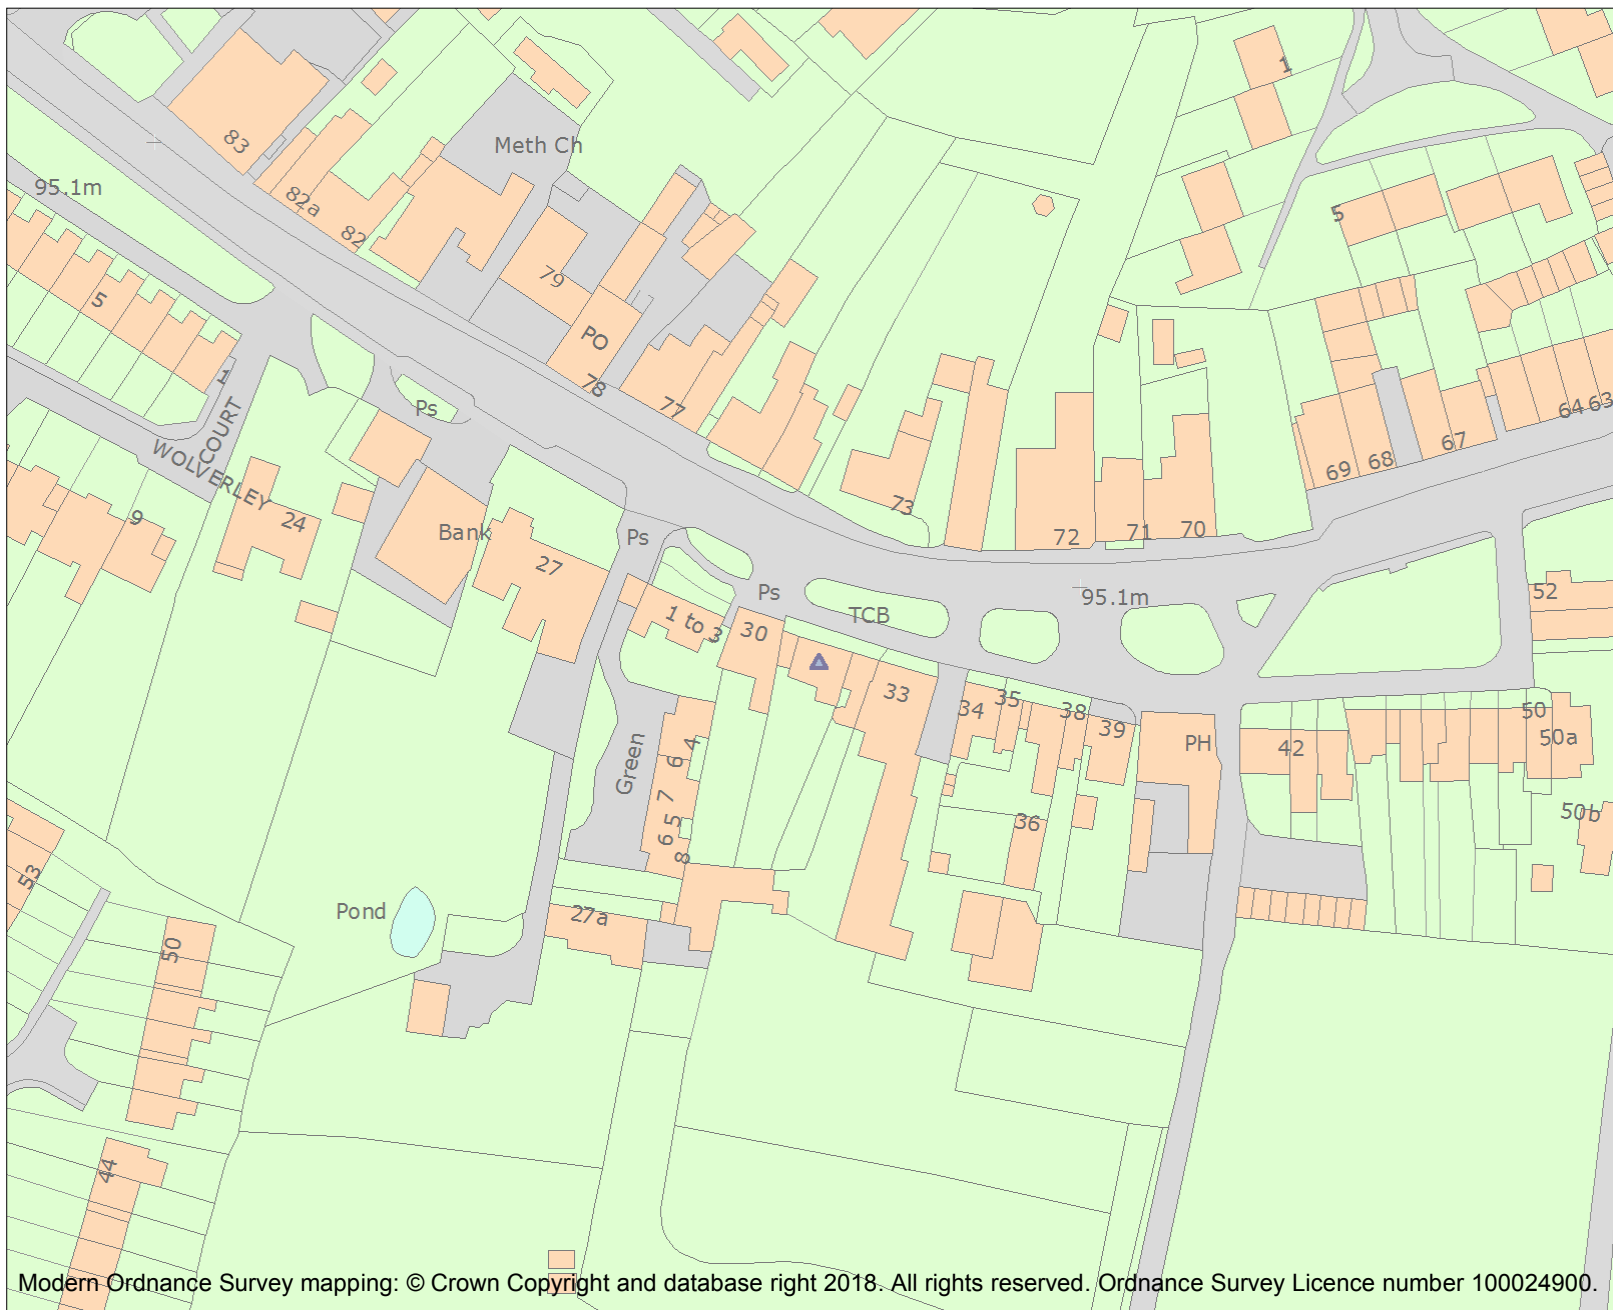 1
Meth Ch
83
95.1m
82a
5
82
79
5
PO
78
1
77
Ps
64
63
COURT
67
68
69
WOLVERLEY
73
9
24
Bank
72
71
70
Ps
27
52
Ps
95.1m
TCB
1 to 3
30
33
34
35
38
39
50
PH
50a
42
4
6
Green
7
5
6
8
36
50b
53
Pond
27a
50
44
Modern Ordnance Survey mapping: © Crown Copyright and database right 2018. All rights reserved. Ordnance Survey Licence number 100024900.